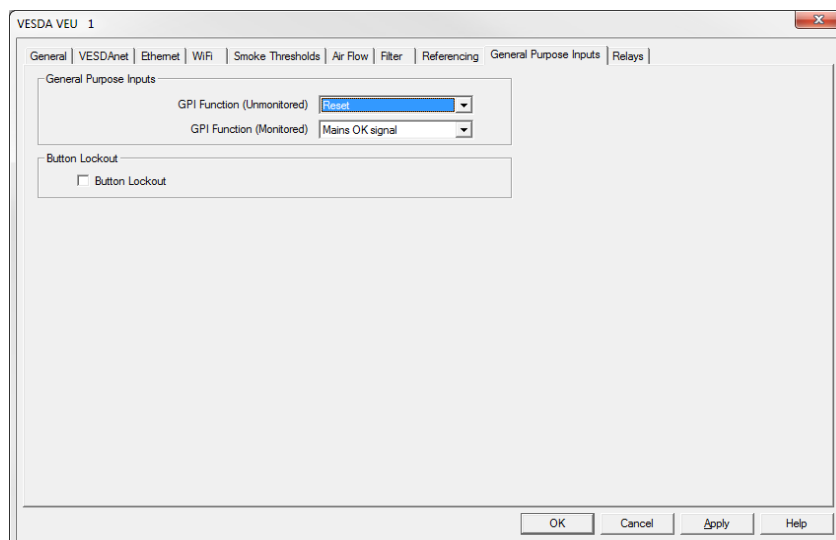 VESDA VEU 1
General VESDAnet Ethernet WiFi Smoke Thresholds Air Flow Filter Referencing General Purpose Inputs Relays
General Purpose Inputs
GPI Function (Unmonitored) Reset
GPI Function (Monitored) Mains OK signal
Button Lockout
Button Lockout
OK Cancel Apply Help